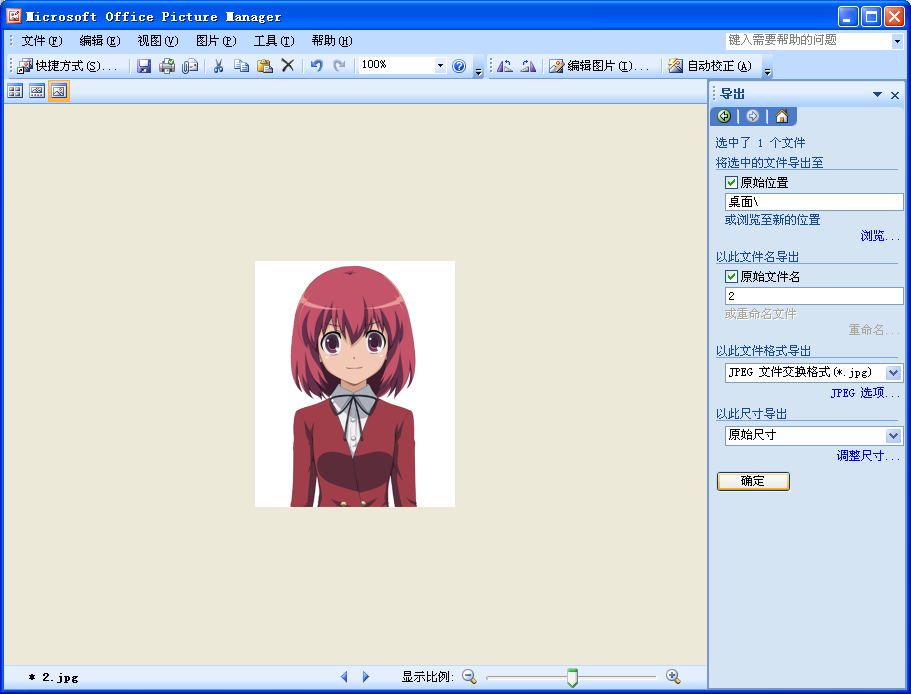 Microsoft Office Picture Manager
文件(F) 编辑(E) 视图(V) 图片(P) 工具(T) 帮助(H) 键入需要帮助的问题
快捷方式(S)... 100% 编辑图片(I)... 自动校正(A)
导出
选中了 1 个文件
将选中的文件导出至
原始位置
桌面\
或浏览至新的位置
浏览...
以此文件名导出
原始文件名
2
或重命名文件
重命名...
以此文件格式导出
JPEG 文件交换格式(*.jpg)
JPEG 选项...
以此尺寸导出
原始尺寸
调整尺寸...
确定
* 2.jpg 显示比例: